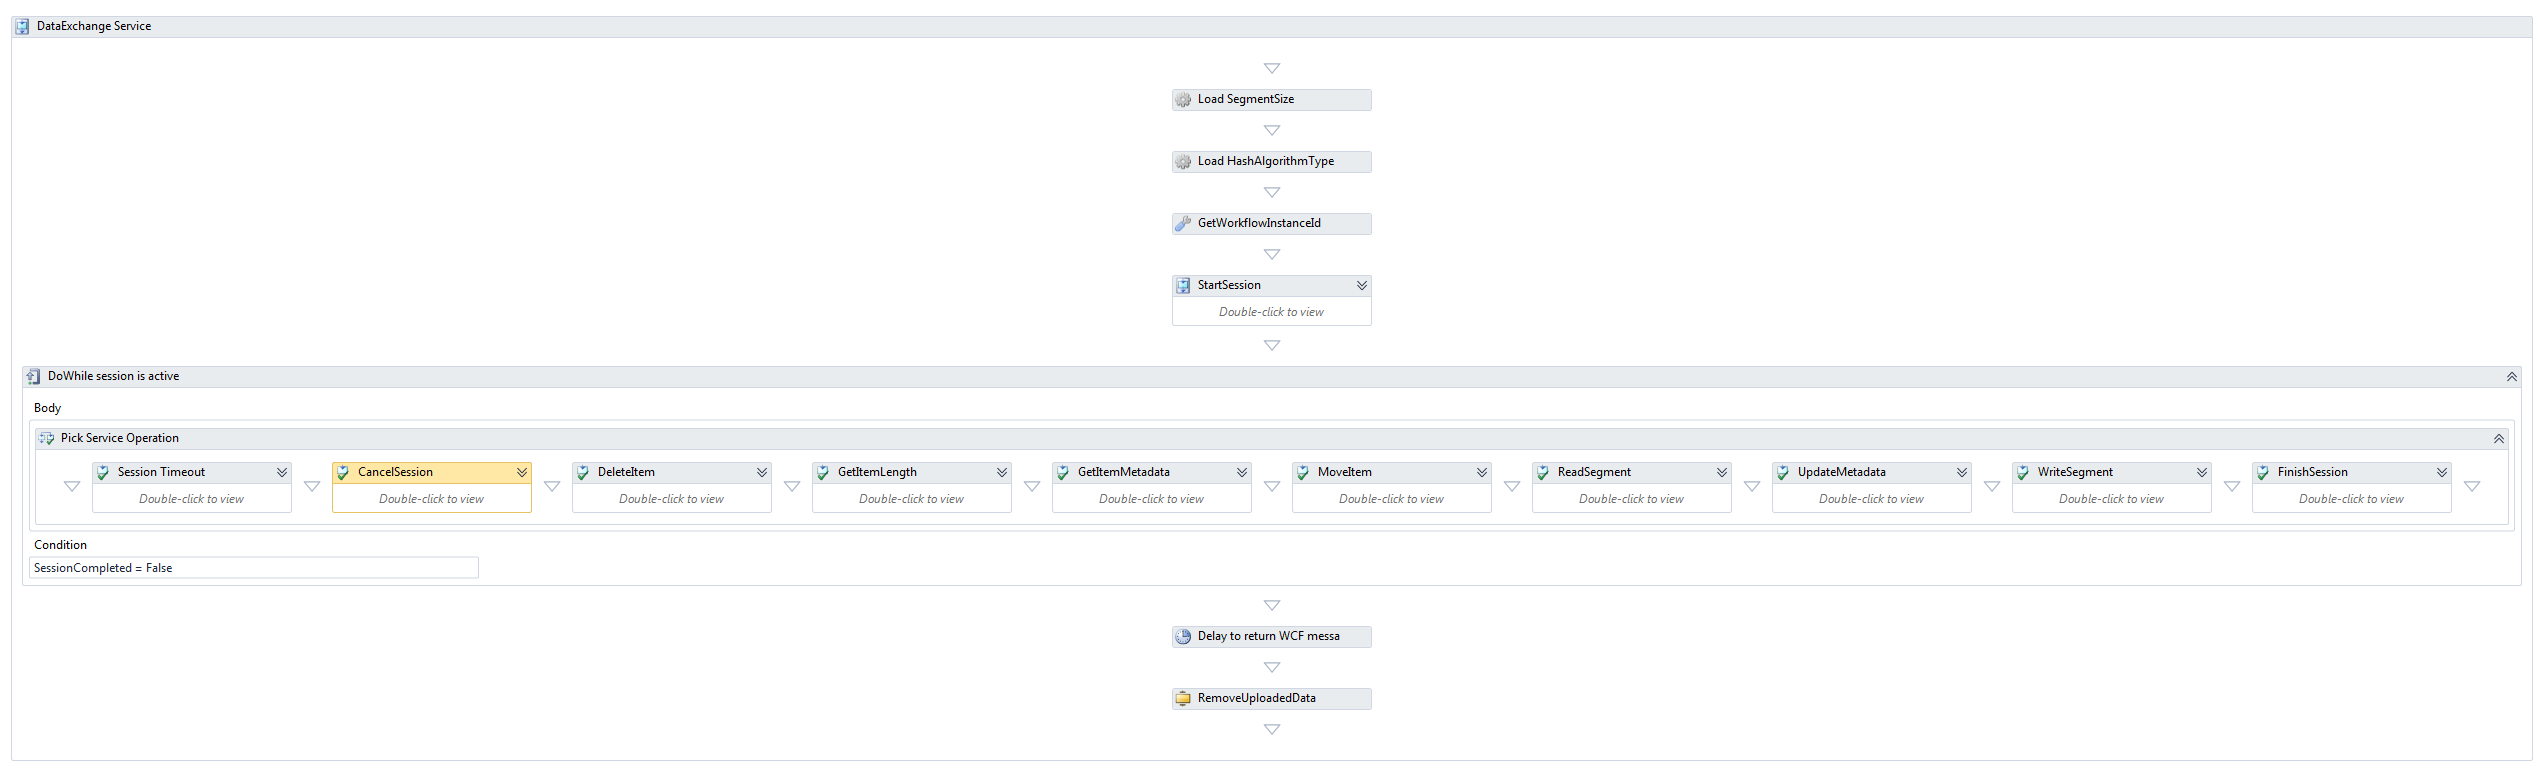 DataExchange Service
Load SegmentSize
Load HashAlgorithmType
GetWorkflowInstanceId
StartSession
Double-click to view
DoWhile session is active
Body
Pick Service Operation
Session Timeout CancelSession DeleteItem GetItemLength GetItemMetadata MoveItem ReadSegment UpdateMetadata WriteSegment FinishSession
Double-click to view Double-click to view Double-click to view Double-click to view Double-click to view Double-click to view Double-click to view Double-click to view Double-click to view Double-click to view
Condition
SessionCompleted = False
Delay to return WCF messa
RemoveUploadedData